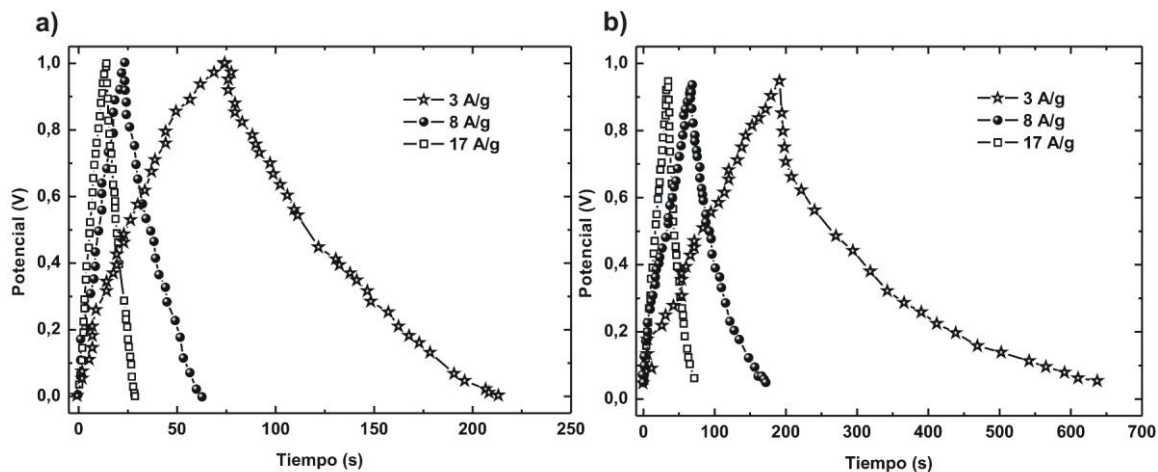 a)
1,0
0,8
0,6
0,4
0,2
0,0
Potencial (V)
3 A/g
8 A/g
17 A/g
0 50 100 150 200 250
Tiempo (s)
b)
1,0
0,8
0,6
0,4
0,2
0,0
Potencial (V)
3 A/g
8 A/g
17 A/g
0 100 200 300 400 500 600 700
Tiempo (s)